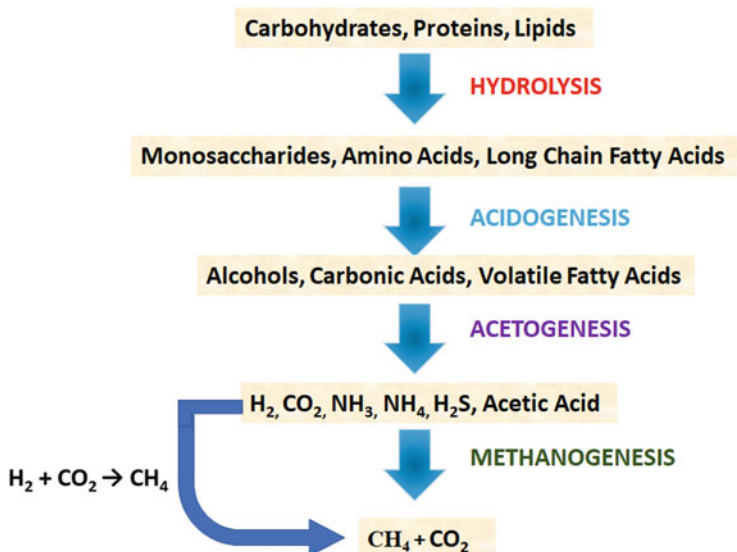 Carbohydrates, Proteins, Lipids
HYDROLYSIS
Monosaccharides, Amino Acids, Long Chain Fatty Acids
ACIDOGENESIS
Alcohols, Carbonic Acids, Volatile Fatty Acids
ACETOGENESIS
H₂, CO₂, NH₃, NH₄, H₂S, Acetic Acid
METHANOGENESIS
H₂ + CO₂ → CH₄
CH₄ + CO₂